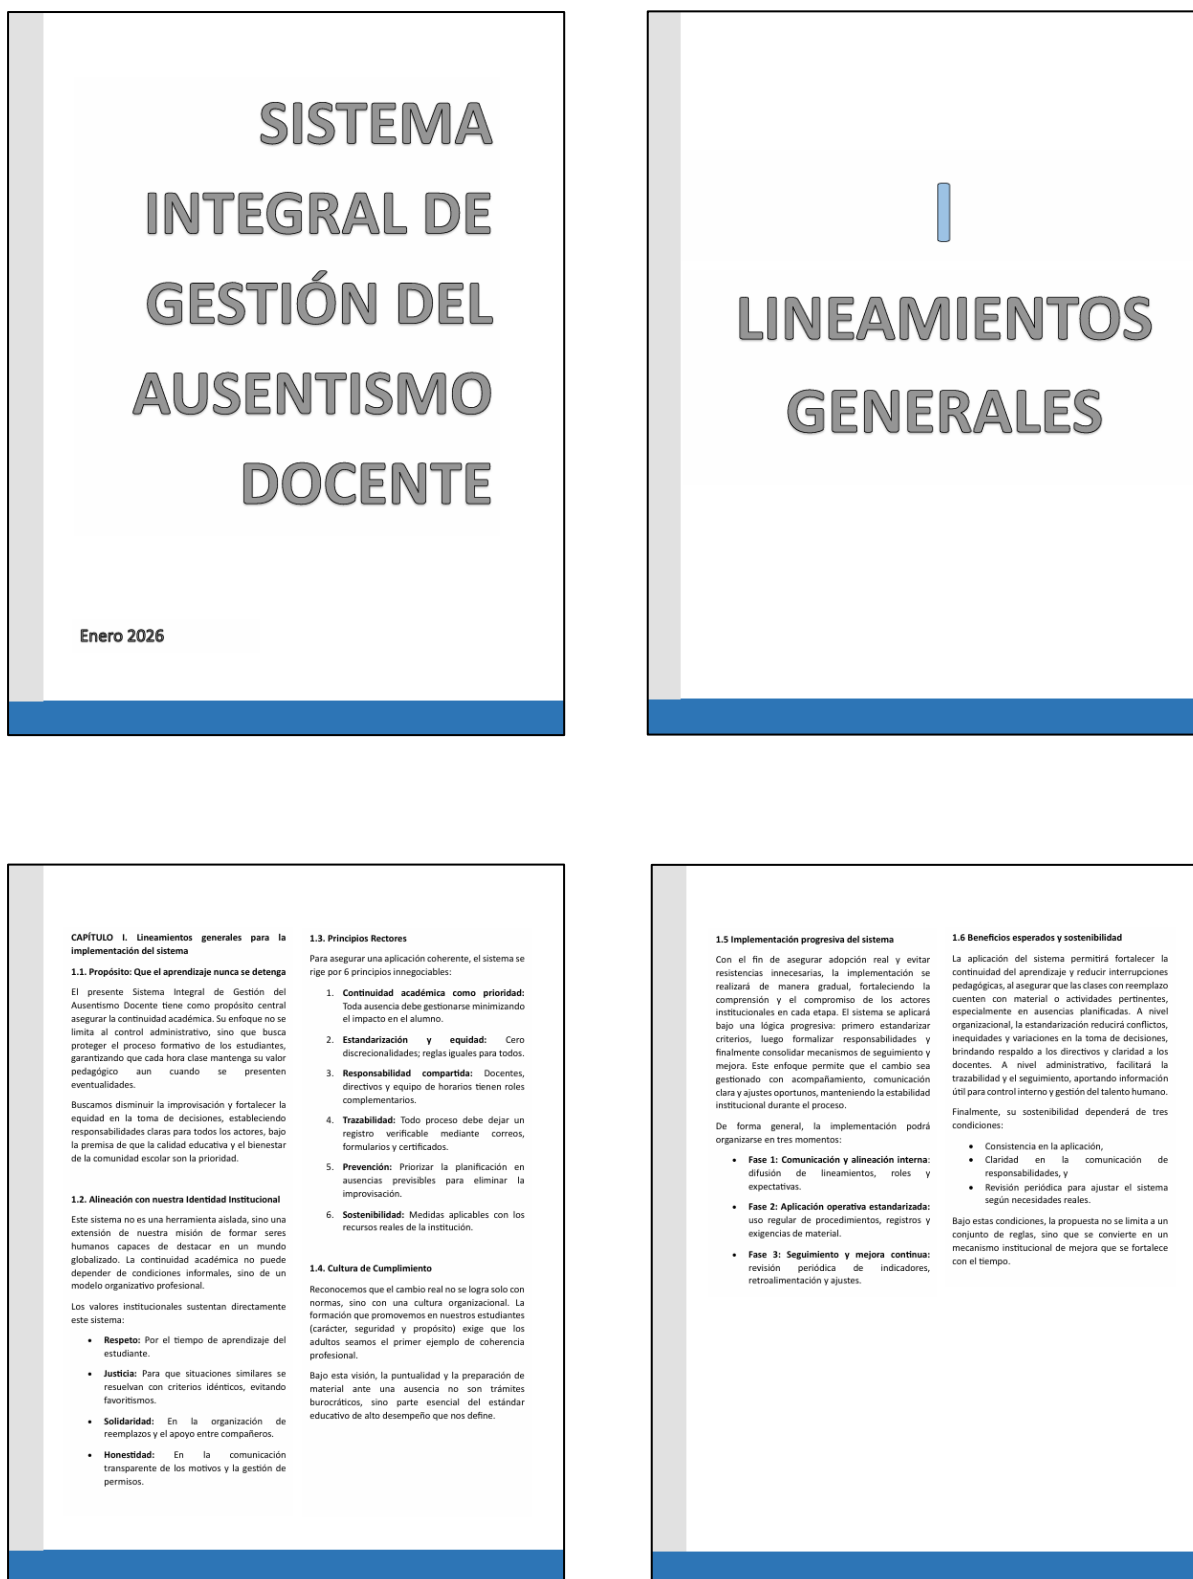 SISTEMA
INTEGRAL DE
GESTIÓN DEL
AUSENTISMO
DOCENTE
Enero 2026
I
LINEAMIENTOS
GENERALES
CAPÍTULO I. Lineamientos generales para la
implementación del sistema
1.1. Propósito: Que el aprendizaje nunca se detenga
El presente Sistema Integral de Gestión del
Ausentismo Docente tiene como propósito central
asegurar la continuidad académica. Su enfoque no se
limita al control administrativo, sino que busca
proteger el proceso formativo de los estudiantes,
garantizando que cada hora clase mantenga su valor
pedagógico aun cuando se presenten
eventualidades.
Buscamos disminuir la improvisación y fortalecer la
equidad en la toma de decisiones, estableciendo
responsabilidades claras para todos los actores, bajo
la premisa de que la calidad educativa y el bienestar
de la comunidad escolar son la prioridad.
1.2. Alineación con nuestra Identidad Institucional
Este sistema no es una herramienta aislada, sino una
extensión de nuestra misión de formar seres
humanos capaces de destacar en un mundo
globalizado. La continuidad académica no puede
depender de condiciones informales, sino de un
modelo organizativo profesional.
Los valores institucionales sustentan directamente
este sistema:
• Respeto: Por el tiempo de aprendizaje del
estudiante.
• Justicia: Para que situaciones similares se
resuelvan con criterios idénticos, evitando
favoritismos.
• Solidaridad: En la organización de
reemplazos y el apoyo entre compañeros.
• Honestidad: En la comunicación
transparente de los motivos y la gestión de
permisos.
1.3. Principios Rectores
Para asegurar una aplicación coherente, el sistema se
rige por 6 principios innegociables:
1. Continuidad académica como prioridad:
Toda ausencia debe gestionarse minimizando
el impacto en el alumno.
2. Estandarización y equidad: Cero
discrecionalidades; reglas iguales para todos.
3. Responsabilidad compartida: Docentes,
directivos y equipo de horarios tienen roles
complementarios.
4. Trazabilidad: Todo proceso debe dejar un
registro verificable mediante correos,
formularios y certificados.
5. Prevención: Priorizar la planificación en
ausencias previsibles para eliminar la
improvisación.
6. Sostenibilidad: Medidas aplicables con los
recursos reales de la institución.
1.4. Cultura de Cumplimiento
Reconocemos que el cambio real no se logra solo con
normas, sino con una cultura organizacional. La
formación que promovemos en nuestros estudiantes
(carácter, seguridad y propósito) exige que los
adultos seamos el primer ejemplo de coherencia
profesional.
Bajo esta visión, la puntualidad y la preparación de
material ante una ausencia no son trámites
burocráticos, sino parte esencial del estándar
educativo de alto desempeño que nos define.
1.5 Implementación progresiva del sistema
Con el fin de asegurar adopción real y evitar
resistencias innecesarias, la implementación se
realizará de manera gradual, fortaleciendo la
comprensión y el compromiso de los actores
institucionales en cada etapa. El sistema se aplicará
bajo una lógica progresiva: primero estandarizar
criterios, luego formalizar responsabilidades y
finalmente consolidar mecanismos de seguimiento y
mejora. Este enfoque permite que el cambio sea
gestionado con acompañamiento, comunicación
clara y ajustes oportunos, manteniendo la estabilidad
institucional durante el proceso.
De forma general, la implementación podrá
organizarse en tres momentos:
• Fase 1: Comunicación y alineación interna:
difusión de lineamientos, roles y
expectativas.
• Fase 2: Aplicación operativa estandarizada:
uso regular de procedimientos, registros y
exigencias de material.
• Fase 3: Seguimiento y mejora continua:
revisión periódica de indicadores,
retroalimentación y ajustes.
1.6 Beneficios esperados y sostenibilidad
La aplicación del sistema permitirá fortalecer la
continuidad del aprendizaje y reducir interrupciones
pedagógicas, al asegurar que las clases con reemplazo
cuenten con material o actividades pertinentes,
especialmente en ausencias planificadas. A nivel
organizacional, la estandarización reducirá conflictos,
inequidades y variaciones en la toma de decisiones,
brindando respaldo a los directivos y claridad a los
docentes. A nivel administrativo, facilitará la
trazabilidad y el seguimiento, aportando información
útil para control interno y gestión del talento humano.
Finalmente, su sostenibilidad dependerá de tres
condiciones:
• Consistencia en la aplicación,
• Claridad en la comunicación de
responsabilidades, y
• Revisión periódica para ajustar el sistema
según necesidades reales.
Bajo estas condiciones, la propuesta no se limita a un
conjunto de reglas, sino que se convierte en un
mecanismo institucional de mejora que se fortalece
con el tiempo.